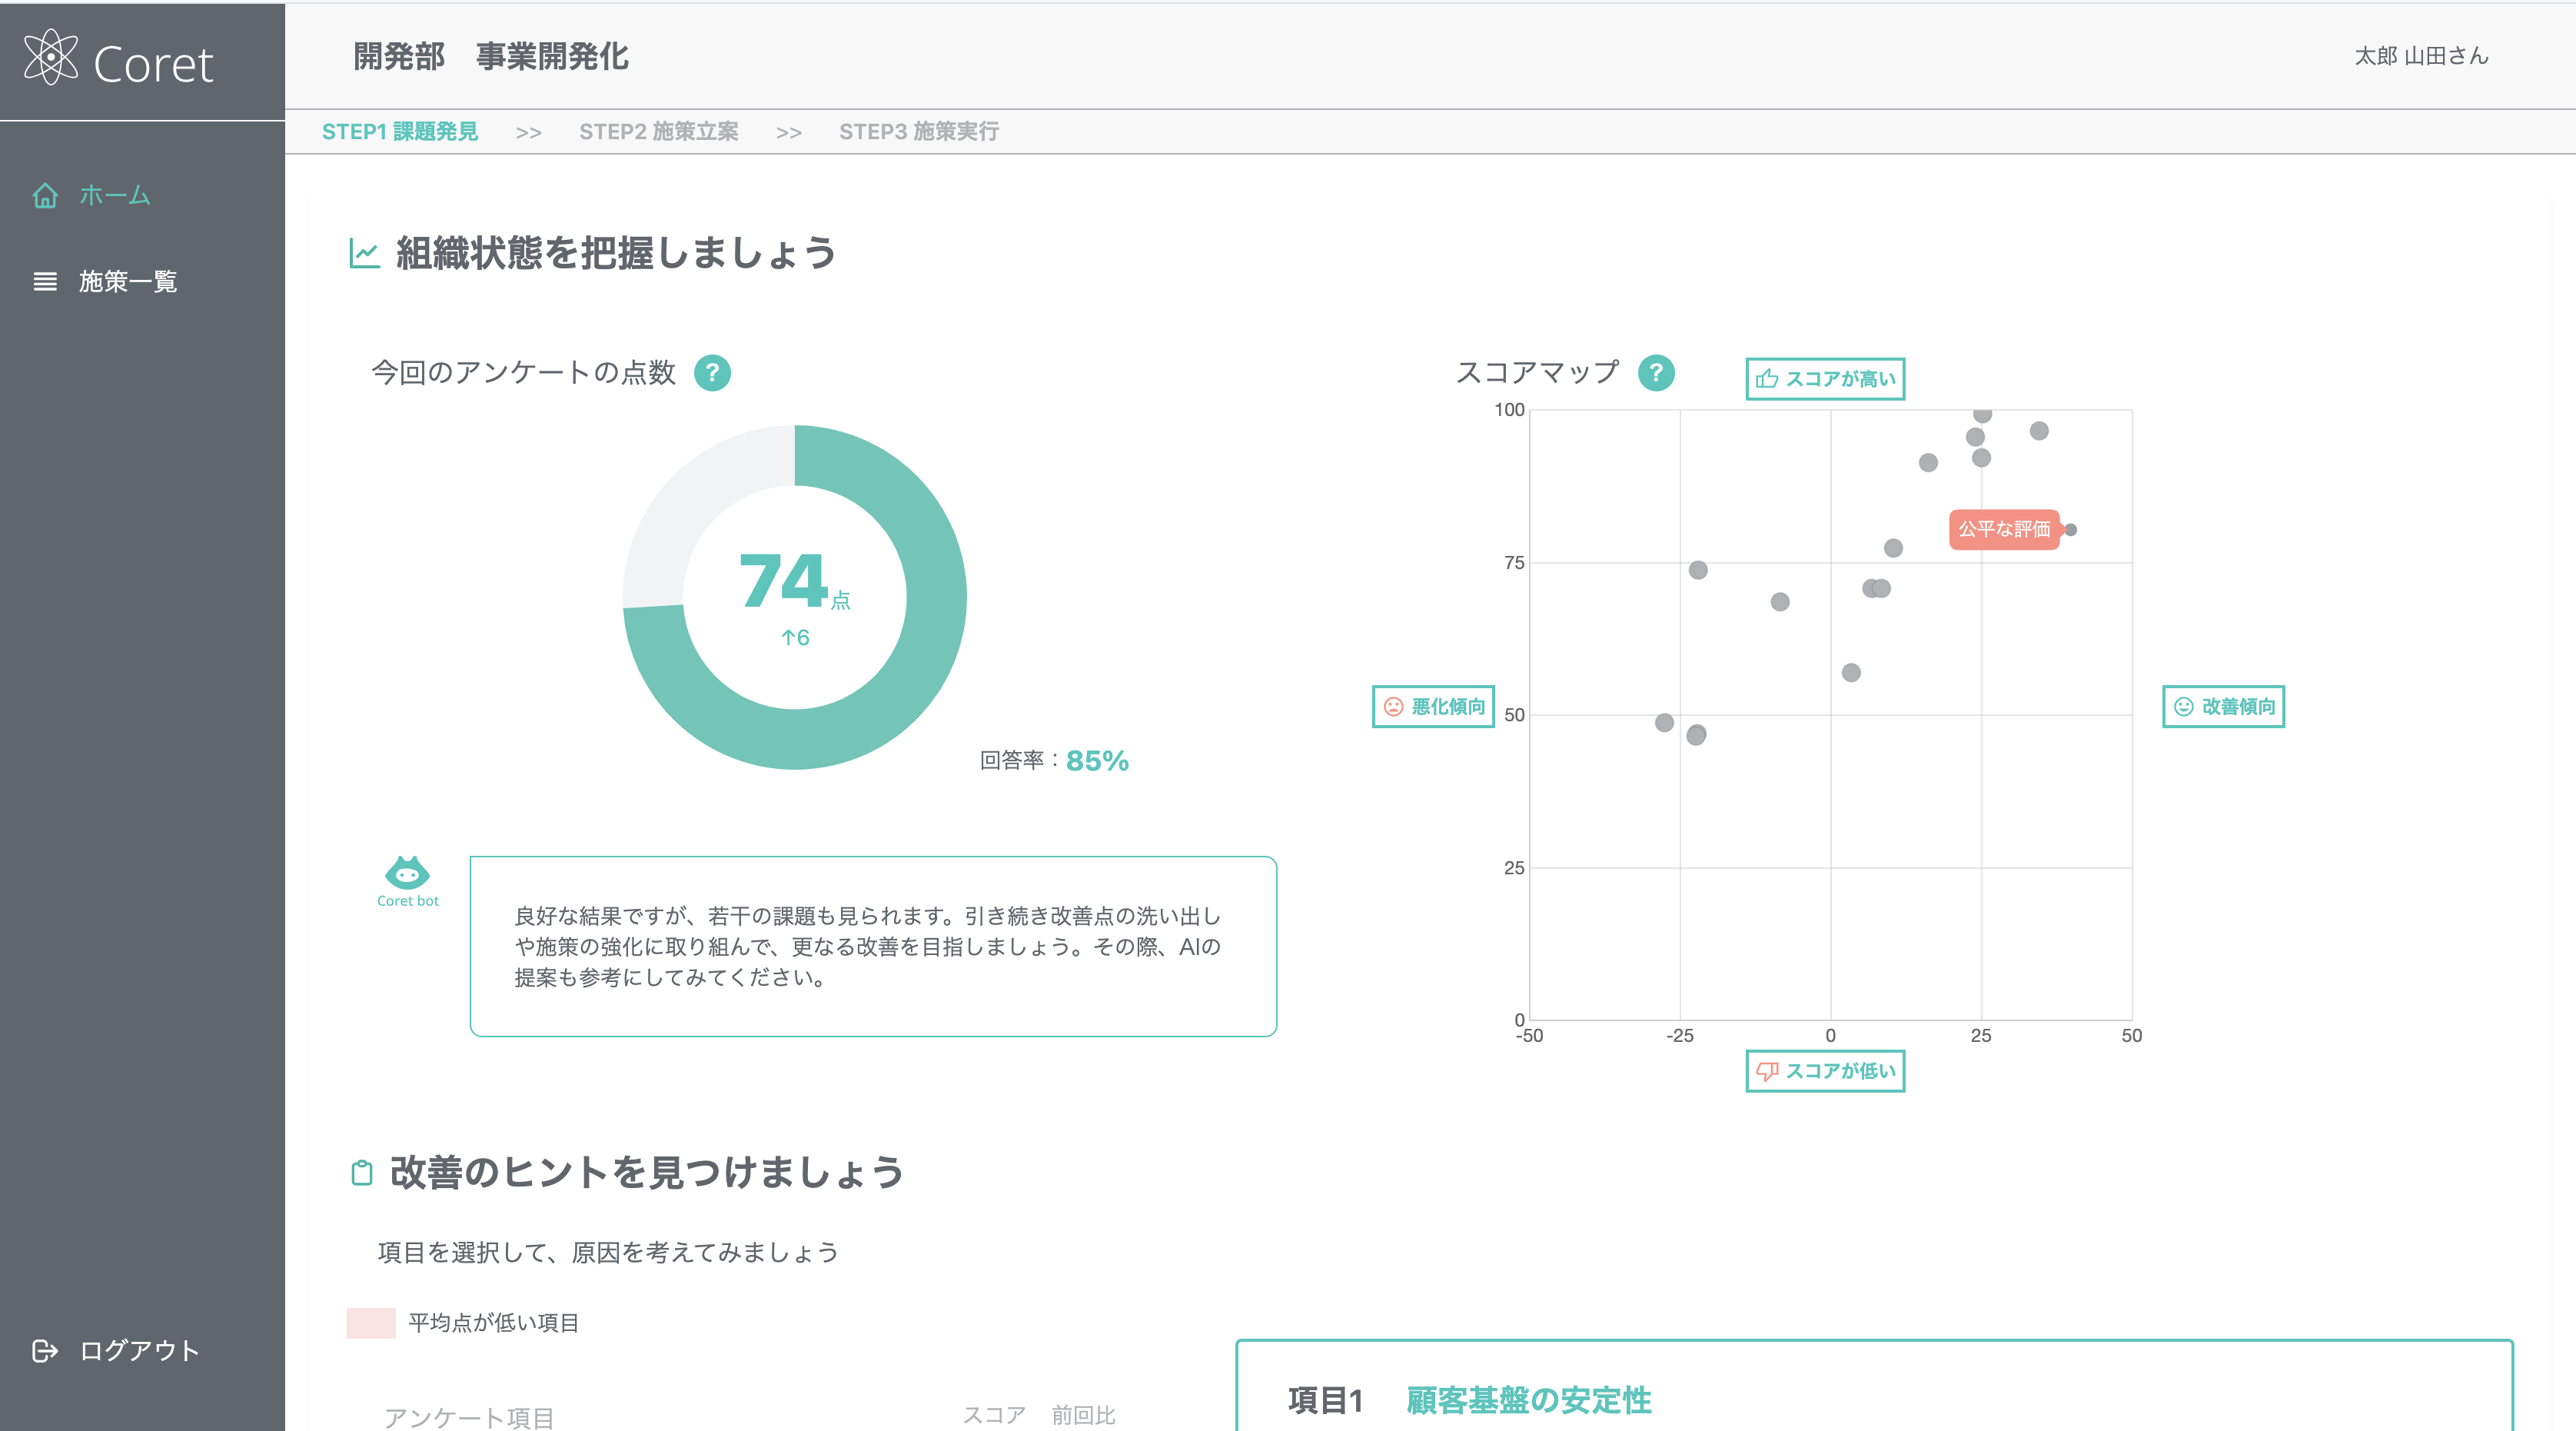 Coret
開発部　事業開発化
太郎 山田さん
STEP1 課題発見 >> STEP2 施策立案 >> STEP3 施策実行
ホーム
施策一覧
ログアウト
組織状態を把握しましょう
今回のアンケートの点数 ?
74点
↑6
回答率：85%
Coret bot
良好な結果ですが、若干の課題も見られます。引き続き改善点の洗い出し
や施策の強化に取り組んで、更なる改善を目指しましょう。その際、AIの
提案も参考にしてみてください。
スコアマップ ?
スコアが高い
100
75
50
25
0
公平な評価
悪化傾向
改善傾向
-50 -25 0 25 50
スコアが低い
改善のヒントを見つけましょう
項目を選択して、原因を考えてみましょう
平均点が低い項目
アンケート項目 スコア 前回比
項目1 顧客基盤の安定性